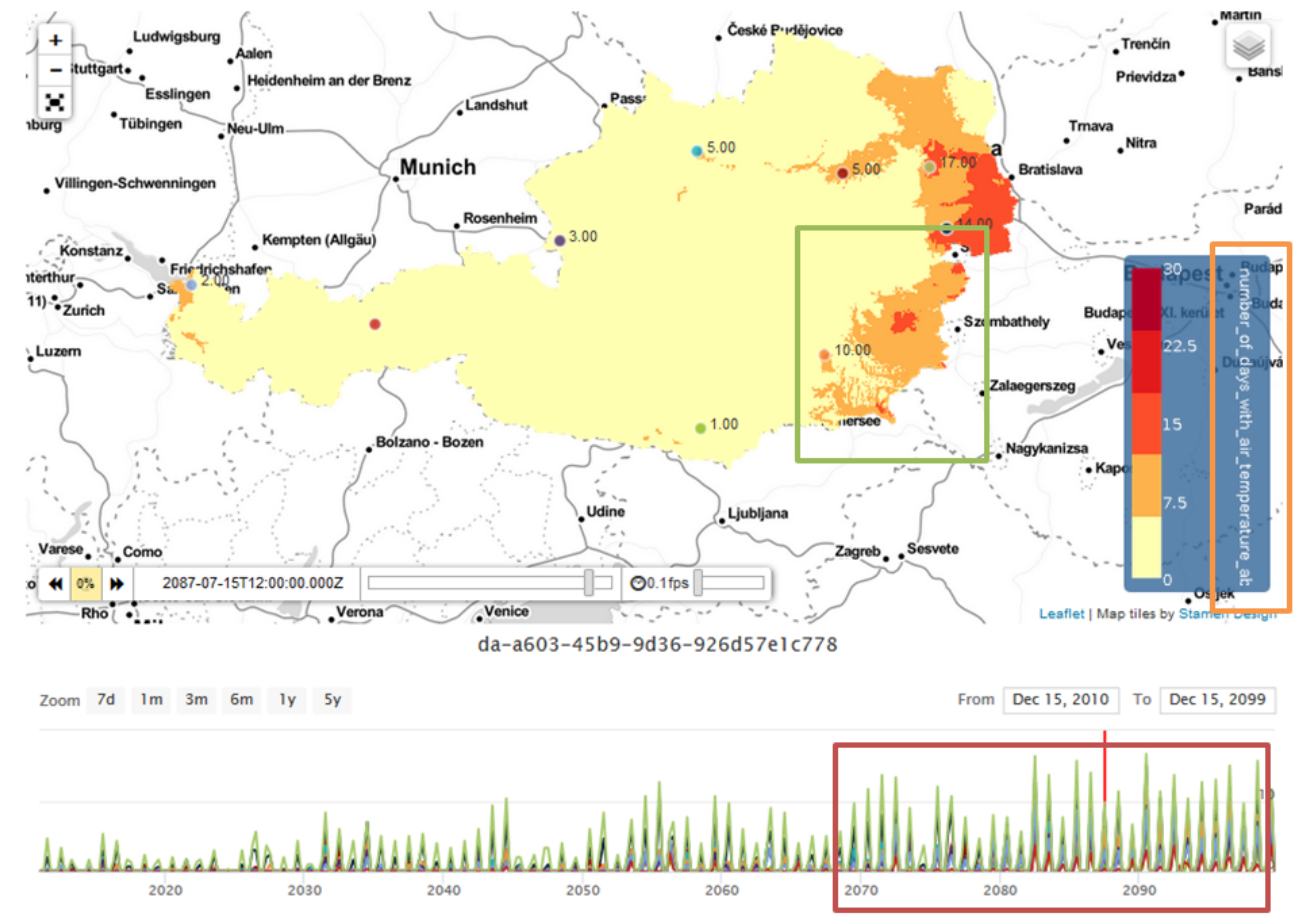 Martin
České Budějovice
Ludwigsburg
Trenčín
Aalen
Stuttgart
Prievidza
Heidenheim an der Brenz
Esslingen
Landshut
Tübingen
Neu-Ulm
Trnava
Nitra
5.00
Munich
5.00
17.00
Bratislava
Villingen-Schwenningen
Parád
Rosenheim
14.00
3.00
Kempten (Allgäu)
Konstanz
Friedrichshafen
2.00
11)
Zurich
Szombathely
30
22.5
15
7.5
0
number_of_days_with_air_temperature_ab
Luzern
10.00
Zalaegerszeg
1.00
Bolzano - Bozen
Nagykanizsa
Udine
Ljubljana
Zagreb
Sesvete
Varese
Como
0%
2087-07-15T12:00:00.000Z
0.1fps
Rho
Verona
Venice
Osijek
Leaflet | Map tiles by Stamen Design
da-a603-45b9-9d36-926d57e1c778
Zoom 7d 1m 3m 6m 1y 5y
From Dec 15, 2010 To Dec 15, 2099
10
2020 2030 2040 2050 2060 2070 2080 2090